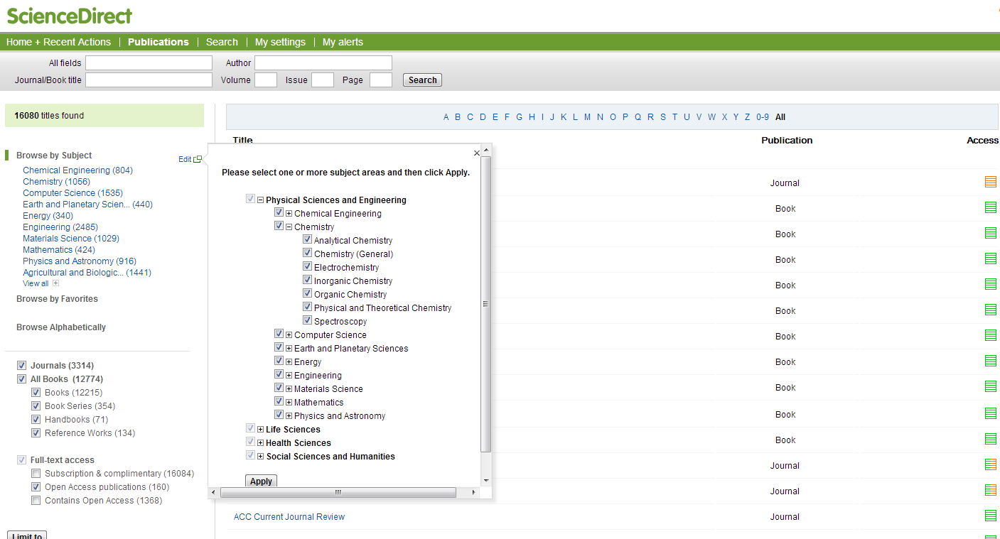 ScienceDirect
Home + Recent Actions | Publications | Search | My settings | My alerts
All fields Author
Journal/Book title Volume Issue Page Search
16080 titles found
A B C D E F G H I J K L M N O P Q R S T U V W X Y Z 0-9 All
Title Publication Access
Browse by Subject
Edit
Chemical Engineering (804)
Chemistry (1056)
Computer Science (1535)
Earth and Planetary Scien... (440)
Energy (340)
Engineering (2485)
Materials Science (1029)
Mathematics (424)
Physics and Astronomy (916)
Agricultural and Biologic... (1441)
View all
Browse by Favorites
Browse Alphabetically
Journals (3314)
All Books (12774)
Books (12215)
Book Series (354)
Handbooks (71)
Reference Works (134)
Full-text access
Subscription & complimentary (16084)
Open Access publications (160)
Contains Open Access (1368)
Limit to
Please select one or more subject areas and then click Apply.
Physical Sciences and Engineering
Chemical Engineering
Chemistry
Analytical Chemistry
Chemistry (General)
Electrochemistry
Inorganic Chemistry
Organic Chemistry
Physical and Theoretical Chemistry
Spectroscopy
Computer Science
Earth and Planetary Sciences
Energy
Engineering
Materials Science
Mathematics
Physics and Astronomy
Life Sciences
Health Sciences
Social Sciences and Humanities
Apply
Journal
Book
Book
Book
Book
Book
Book
Book
Book
Book
Book
Journal
Journal
ACC Current Journal Review Journal